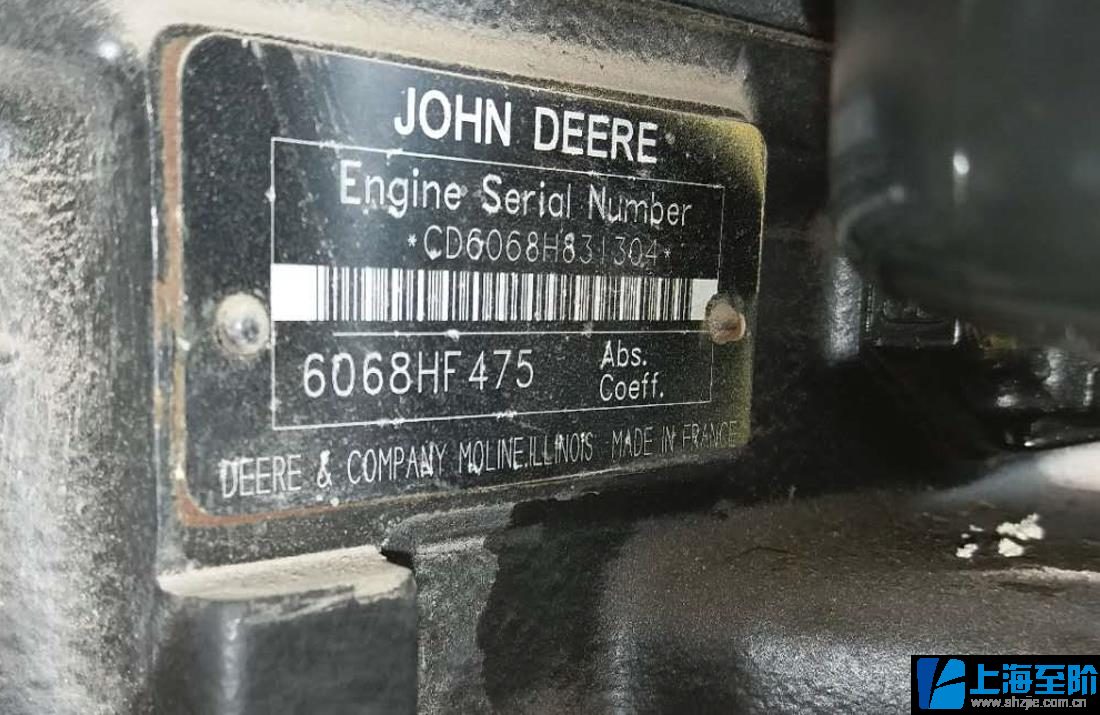 JOHN DEERE
Engine Serial Number
*CD6068H831304*
6068HF475
Abs.
Coeff.
DEERE & COMPANY MOLINE,ILLINOIS MADE IN FRANCE
上海至阶
www.shzjie.com.cn